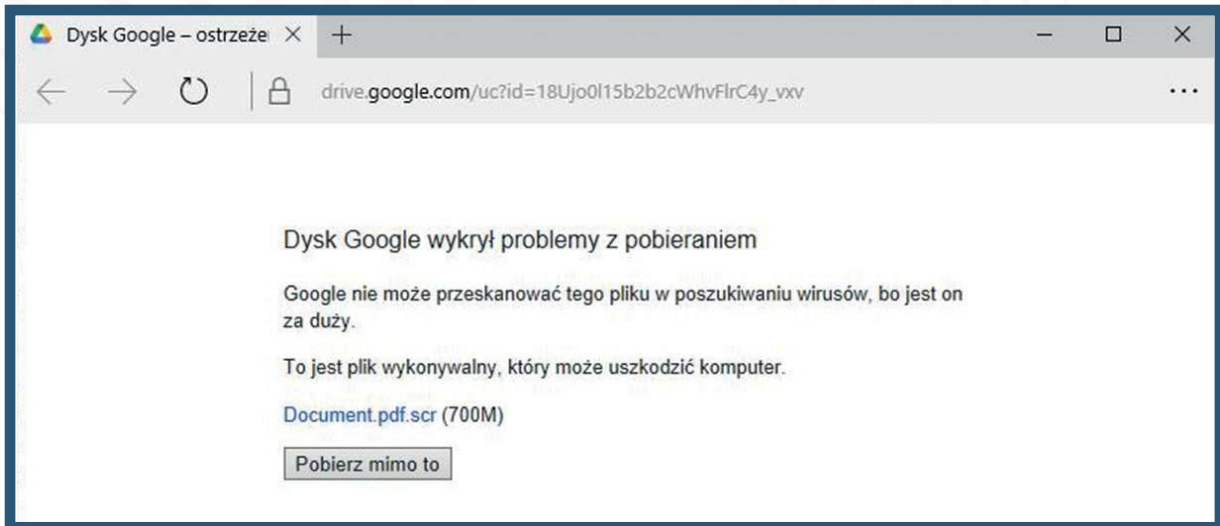 Dysk Google – ostrzeże
drive.google.com/uc?id=18Ujo0l15b2b2cWhvFlrC4y_vxv
Dysk Google wykrył problemy z pobieraniem
Google nie może przeskanować tego pliku w poszukiwaniu wirusów, bo jest on
za duży.
To jest plik wykonywalny, który może uszkodzić komputer.
Document.pdf.scr (700M)
Pobierz mimo to